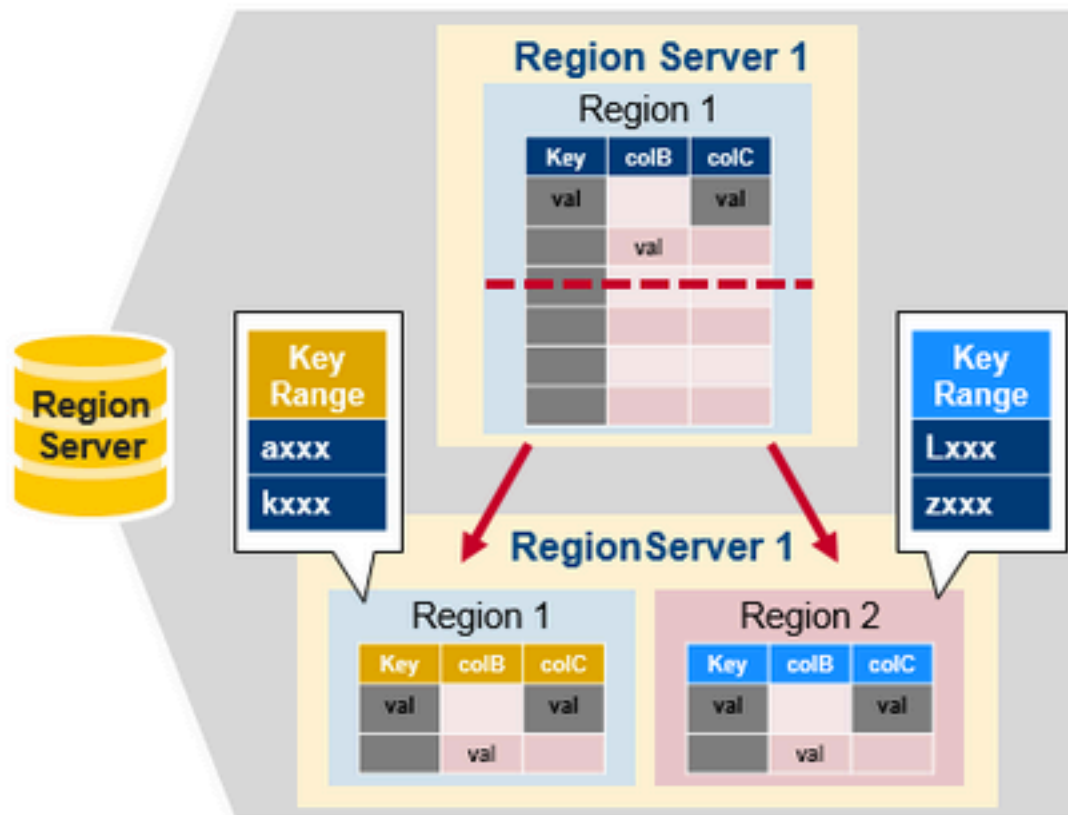 Region Server 1
Region 1
Key colB colC
val val
val
Region
Server
Key
Range
axxx
kxxx
Key
Range
Lxxx
zxxx
RegionServer 1
Region 1
Key colB colC
val val
val
Region 2
Key colB colC
val val
val